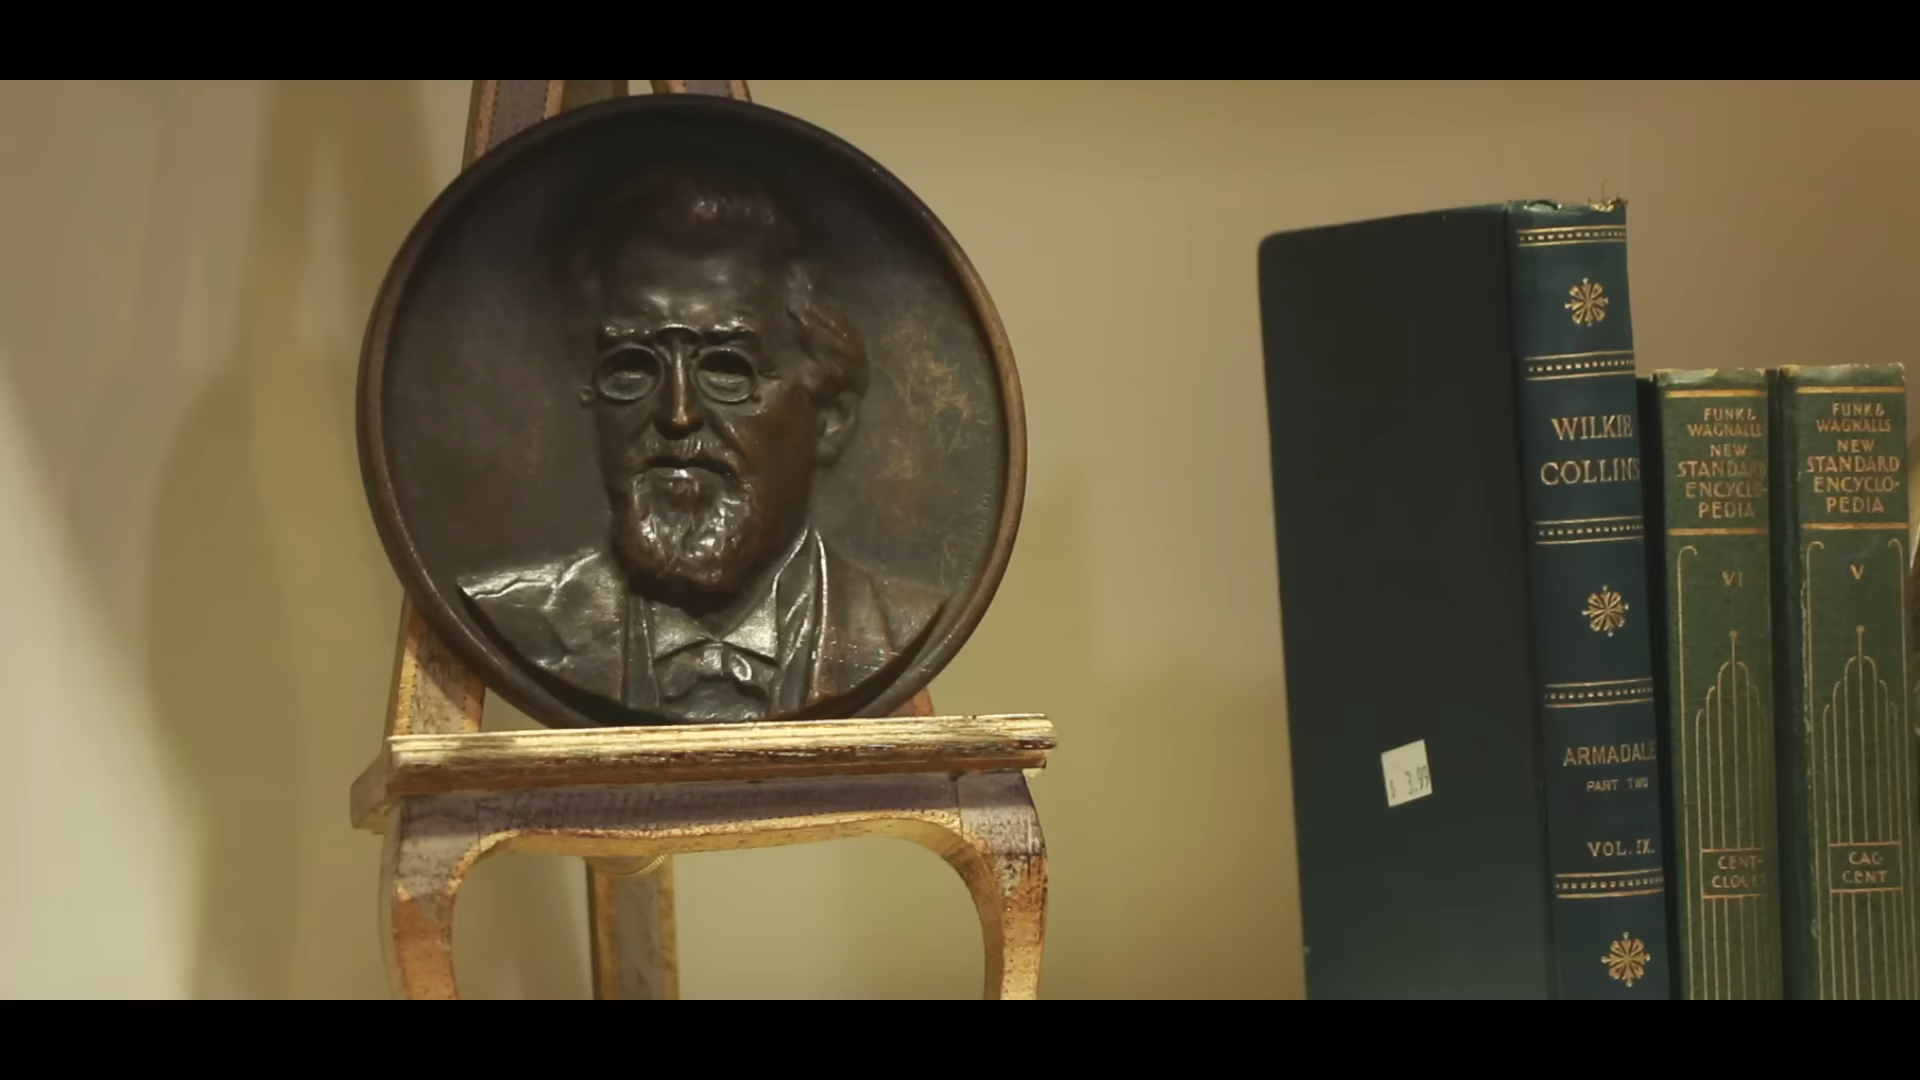 WILKIE
COLLINS
ARMADALE
PART TWO
VOL. IX.
$ 3.99
FUNK &
WAGNALLS
NEW
STANDARD
ENCYCLO-
PEDIA
VI
CENT-
CLOUET
FUNK &
WAGNALLS
NEW
STANDARD
ENCYCLO-
PEDIA
V
CAC-
CENT